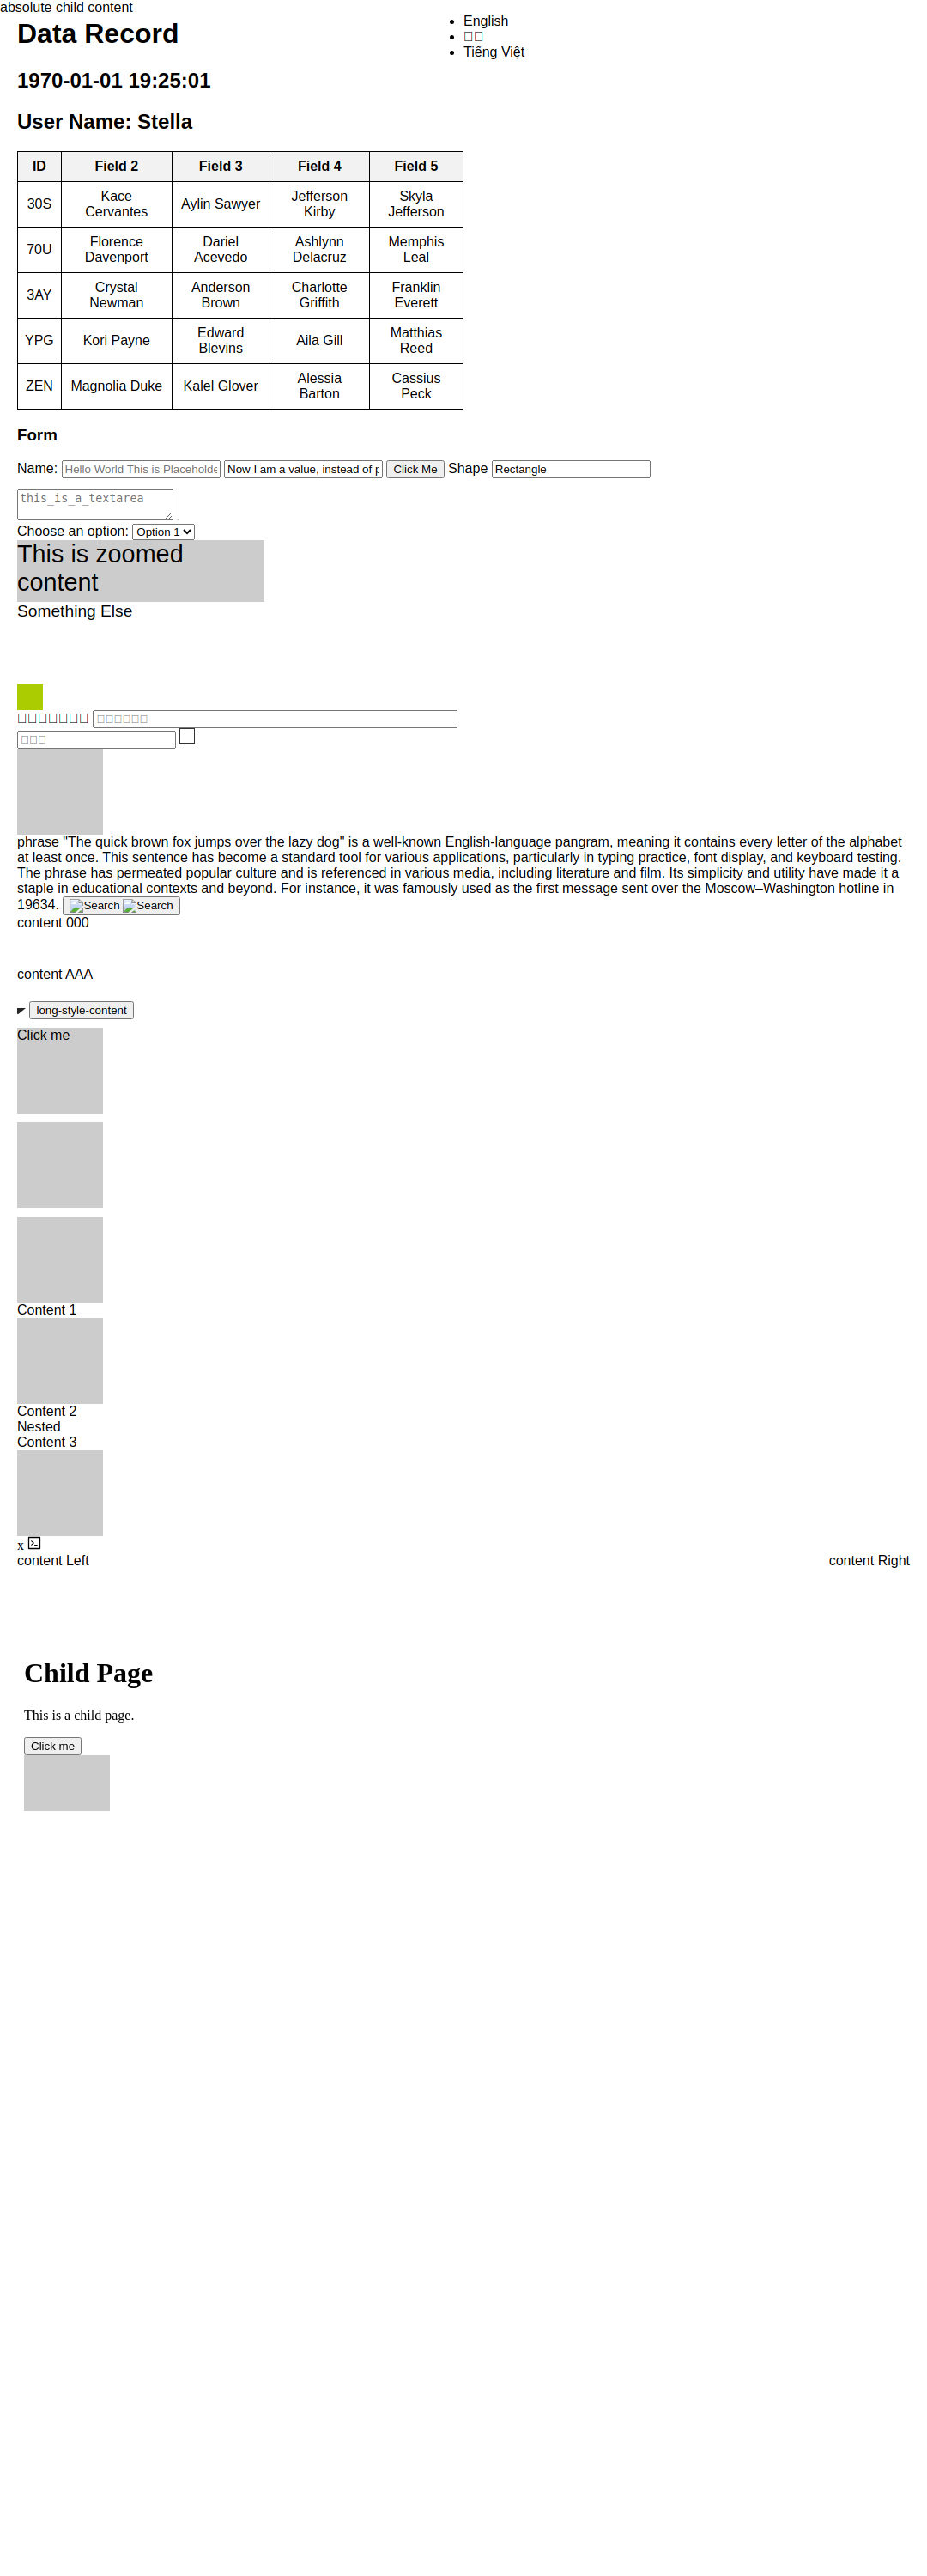 absolute child content
Data Record
English
Tiếng Việt
1970-01-01 19:25:01
User Name: Stella
ID Field 2 Field 3 Field 4 Field 5
30S Kace Cervantes Aylin Sawyer Jefferson Kirby Skyla Jefferson
70U Florence Davenport Dariel Acevedo Ashlynn Delacruz Memphis Leal
3AY Crystal Newman Anderson Brown Charlotte Griffith Franklin Everett
YPG Kori Payne Edward Blevins Aila Gill Matthias Reed
ZEN Magnolia Duke Kalel Glover Alessia Barton Cassius Peck
Form
Name: Hello World This is Placeholde Now I am a value, instead of p Click Me Shape Rectangle
this_is_a_textarea
Choose an option: Option 1
This is zoomed
content
Something Else
phrase "The quick brown fox jumps over the lazy dog" is a well-known English-language pangram, meaning it contains every letter of the alphabet
at least once. This sentence has become a standard tool for various applications, particularly in typing practice, font display, and keyboard testing.
The phrase has permeated popular culture and is referenced in various media, including literature and film. Its simplicity and utility have made it a
staple in educational contexts and beyond. For instance, it was famously used as the first message sent over the Moscow–Washington hotline in
19634. Search Search
content 000
content AAA
long-style-content
Click me
Content 1
Content 2
Nested
Content 3
x
content Left content Right
Child Page
This is a child page.
Click me